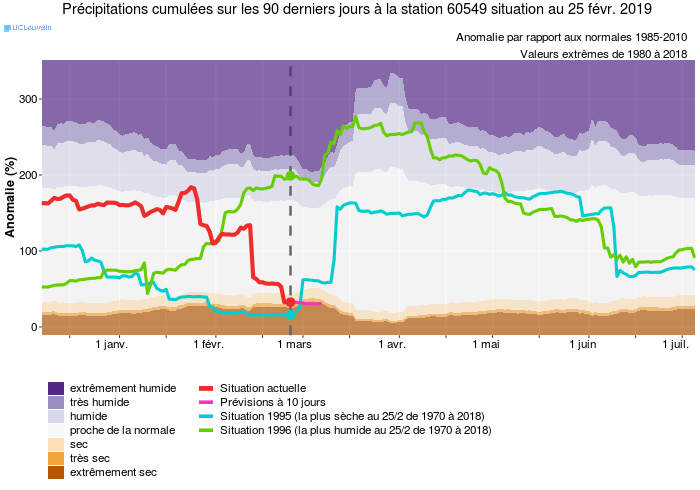 Précipitations cumulées sur les 90 derniers jours à la station 60549 situation au 25 févr. 2019
UCLouvain
Anomalie par rapport aux normales 1985-2010
Valeurs extrêmes de 1980 à 2018
Anomalie (%)
300
200
100
0
1 janv.
1 févr.
1 mars
1 avr.
1 mai
1 juin
1 juil.
extrêmement humide
très humide
humide
proche de la normale
sec
très sec
extrêmement sec
Situation actuelle
Prévisions à 10 jours
Situation 1995 (la plus sèche au 25/2 de 1970 à 2018)
Situation 1996 (la plus humide au 25/2 de 1970 à 2018)